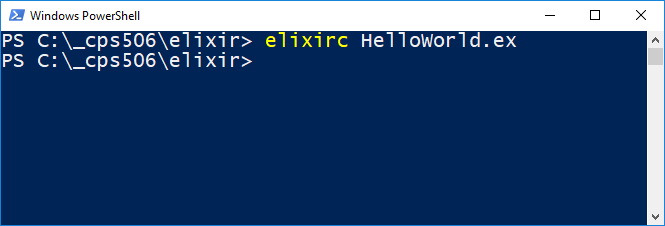 Windows PowerShell
PS C:\_cps506\elixir> elixirc HelloWorld.ex
PS C:\_cps506\elixir>